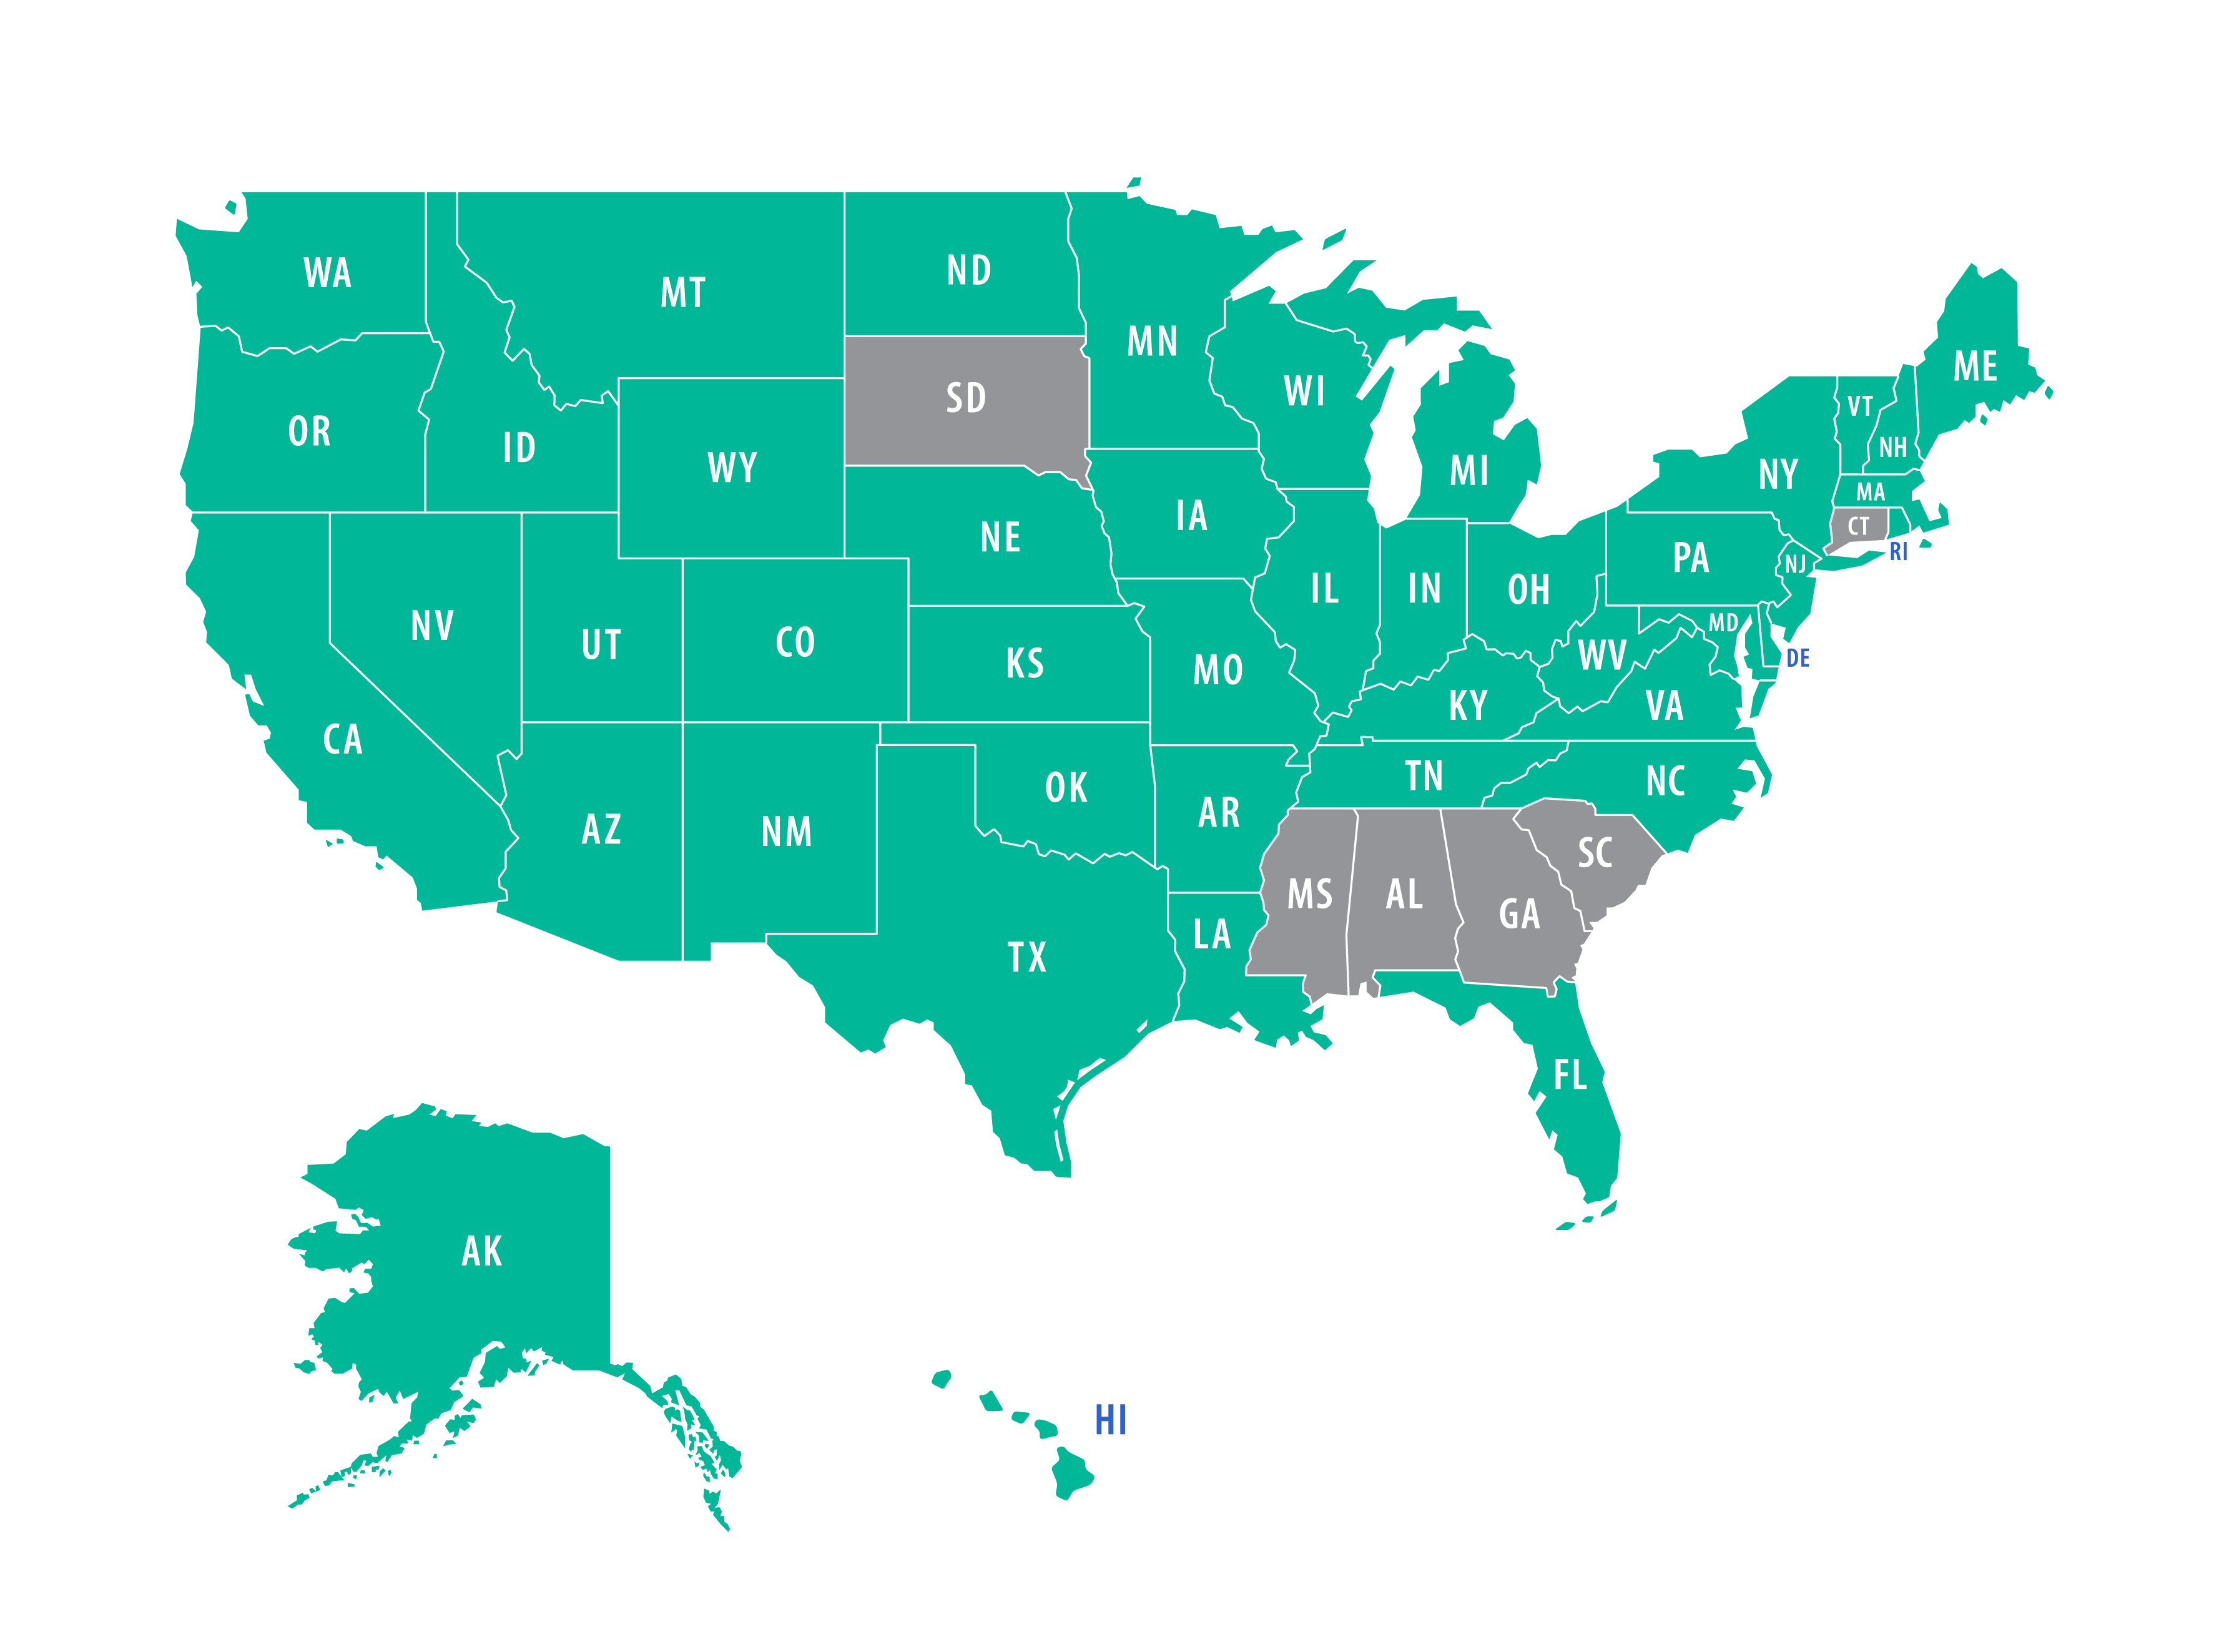 WA
MT
ND
MN
ME
OR
ID
SD
WI
VT
NH
WY
MI
NY
MA
IA
CT
NE
RI
PA
NJ
NV
UT
CO
IL
IN
OH
MD
KS
MO
WV
DE
KY
VA
CA
TN
NC
OK
AZ
NM
AR
SC
MS
AL
GA
LA
TX
FL
AK
HI